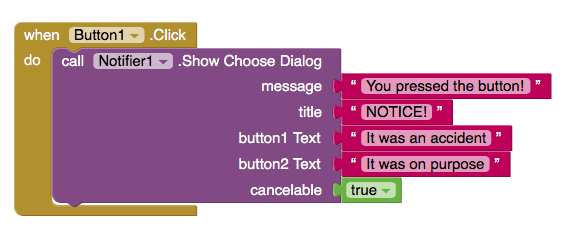 when Button1 .Click
do call Notifier1 .Show Choose Dialog
message " You pressed the button! "
title " NOTICE! "
button1 Text " It was an accident "
button2 Text " It was on purpose "
cancelable true